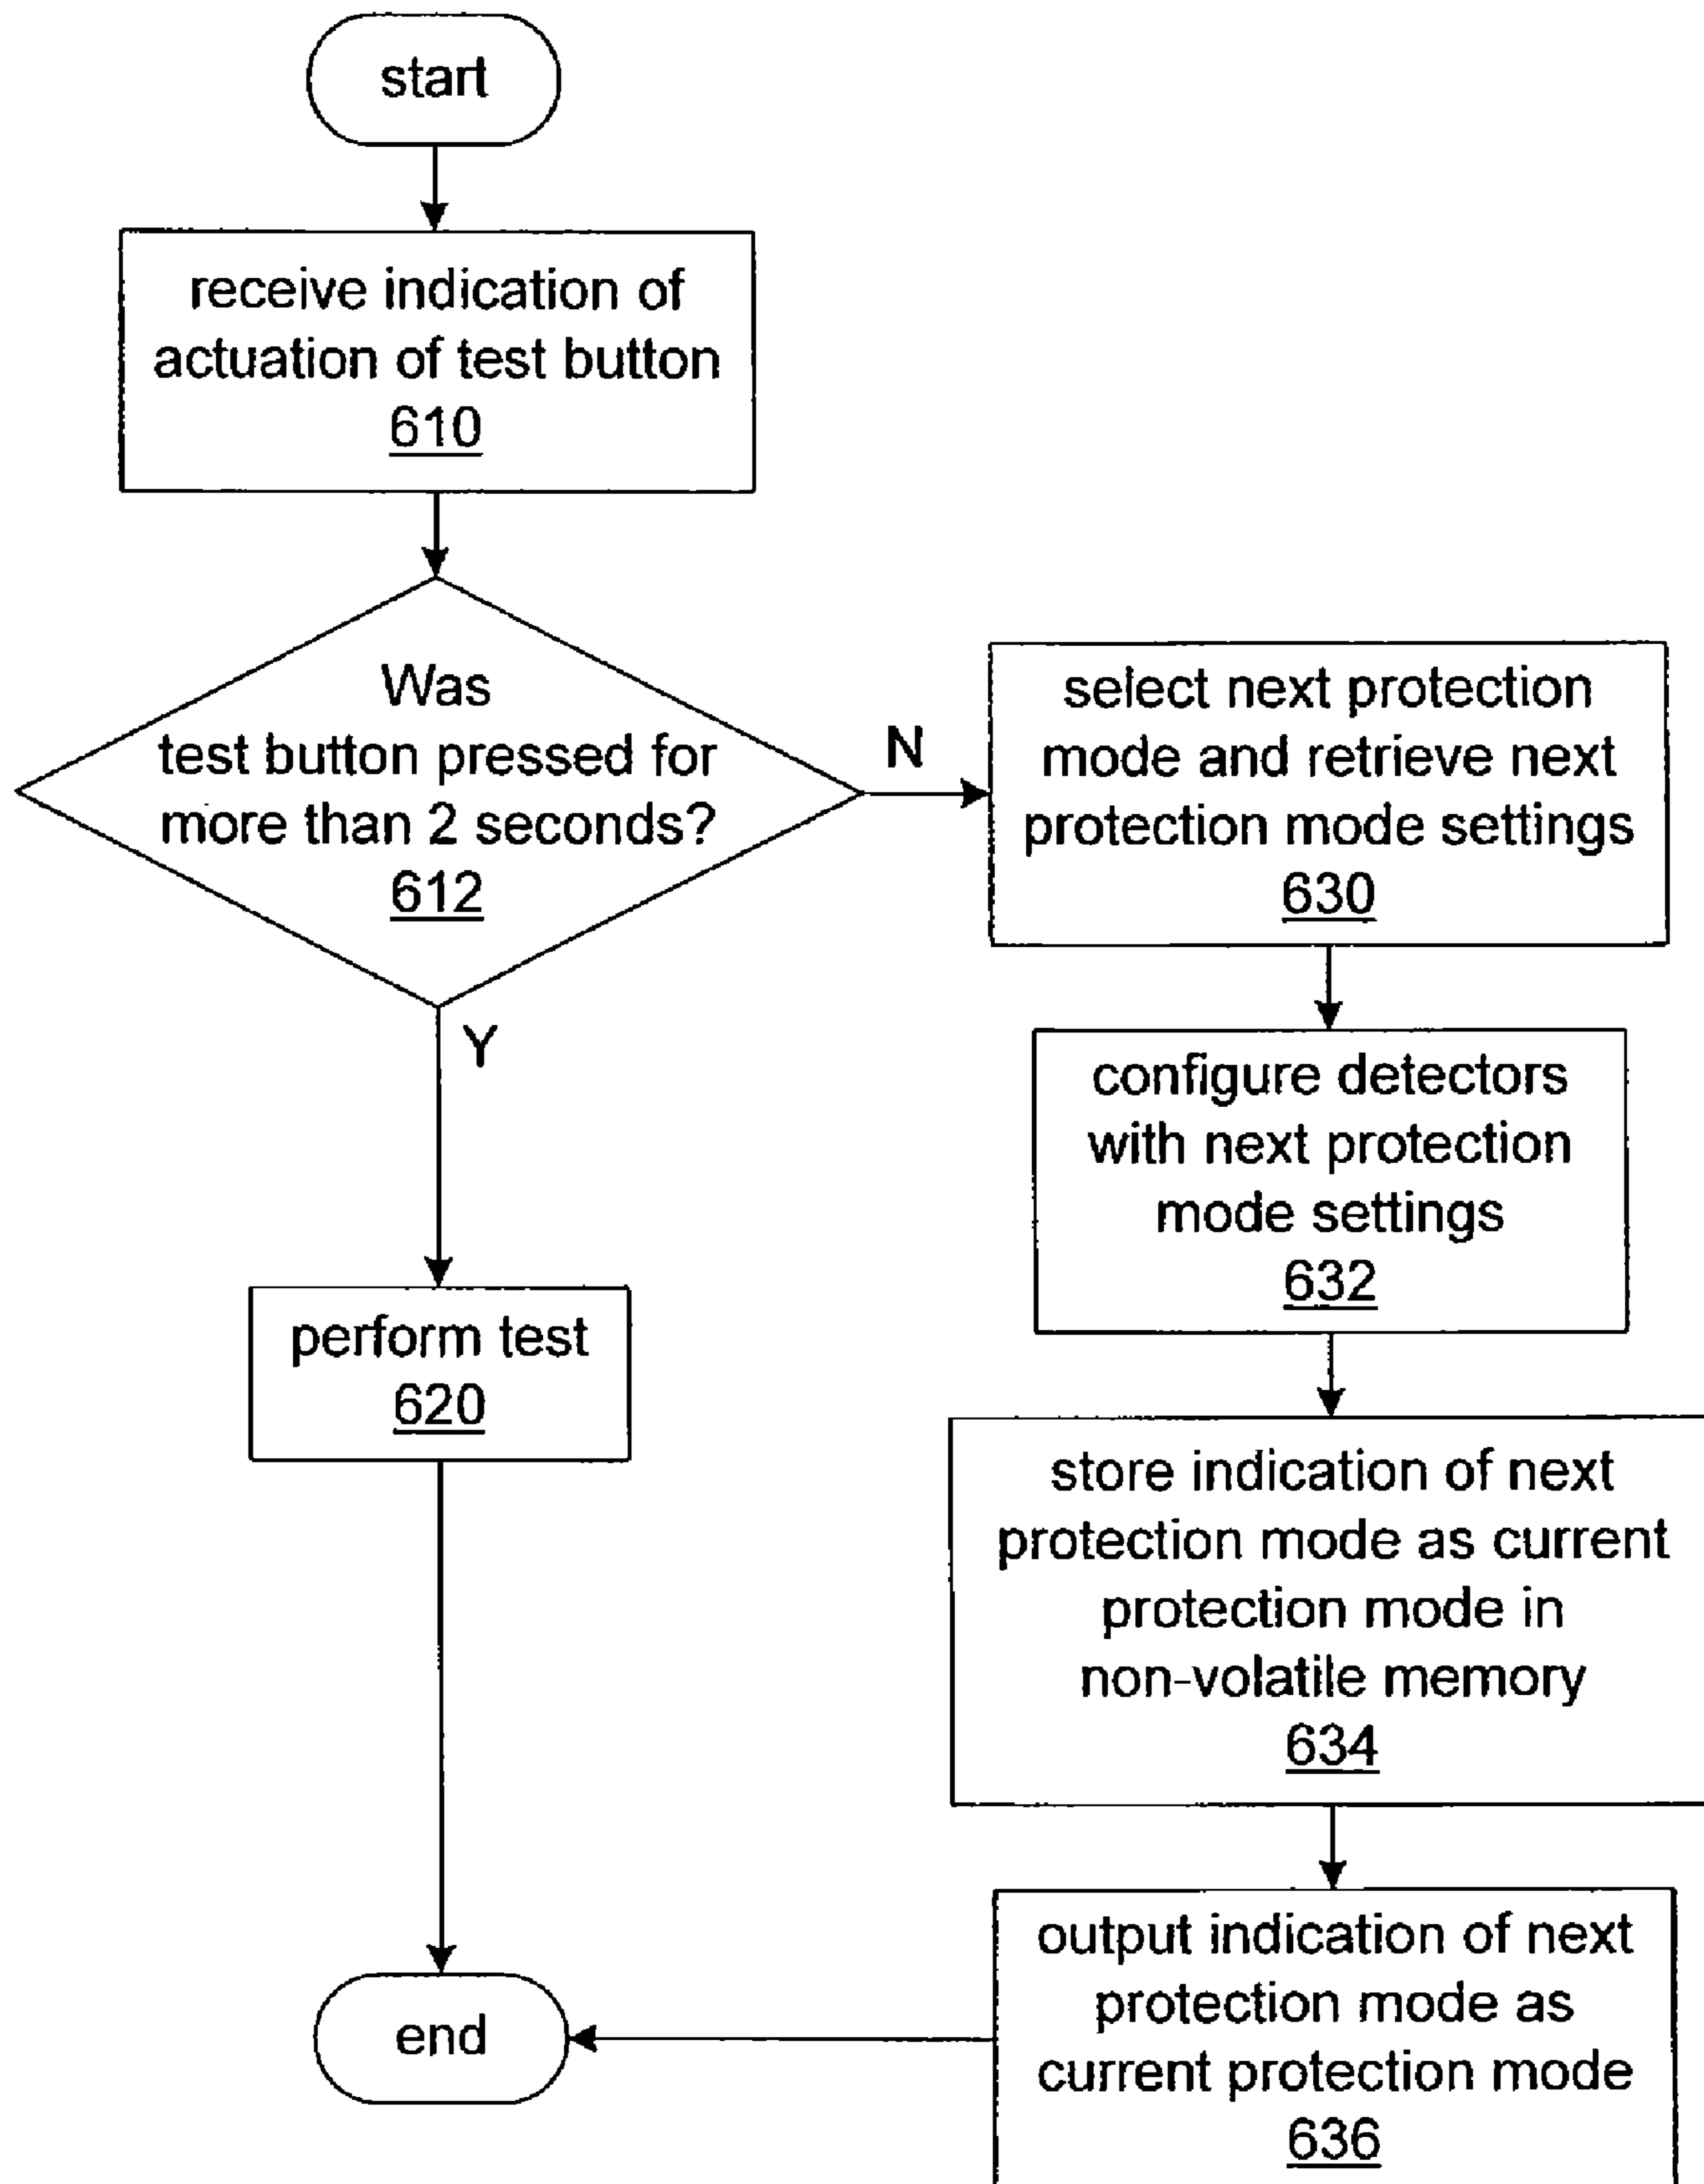 start
receive indication of
actuation of test button
610
Was
test button pressed for
more than 2 seconds?
612
N
Y
select next protection
mode and retrieve next
protection mode settings
630
configure detectors
with next protection
mode settings
632
perform test
620
store indication of next
protection mode as current
protection mode in
non-volatile memory
634
output indication of next
protection mode as
current protection mode
636
end